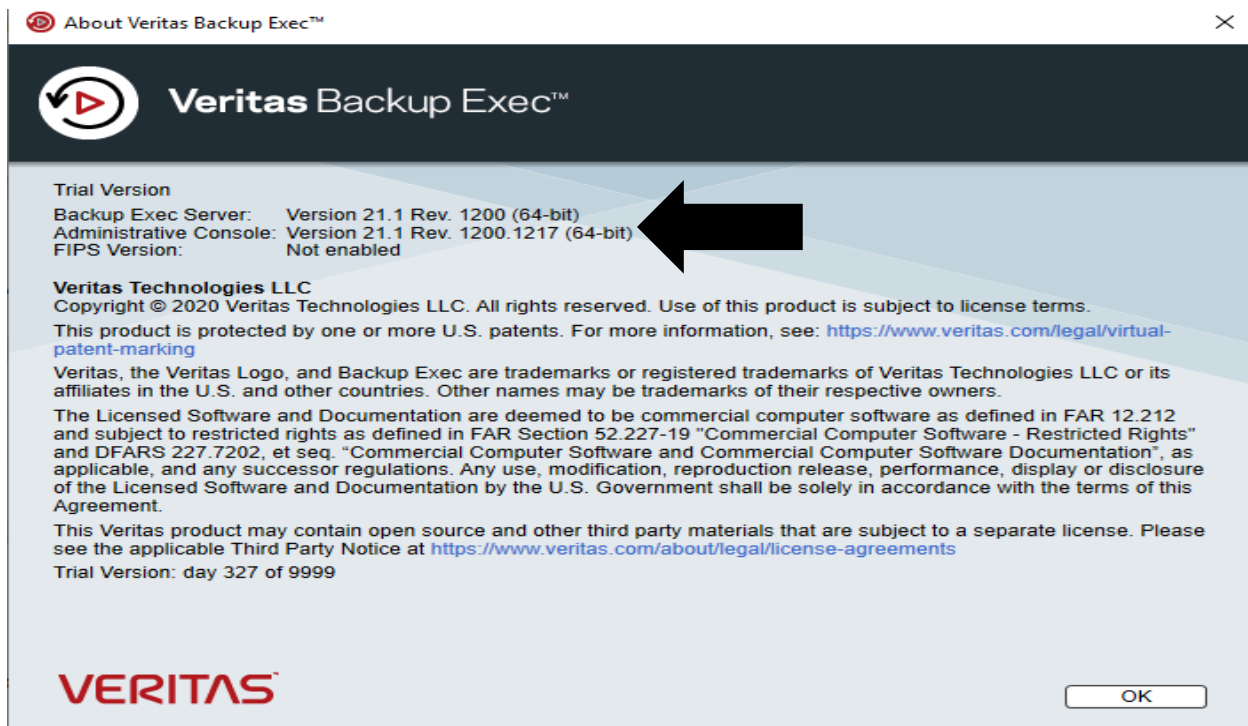 About Veritas Backup Exec™
Veritas Backup Exec™
Trial Version
Backup Exec Server: Version 21.1 Rev. 1200 (64-bit)
Administrative Console: Version 21.1 Rev. 1200.1217 (64-bit)
FIPS Version: Not enabled
Veritas Technologies LLC
Copyright © 2020 Veritas Technologies LLC. All rights reserved. Use of this product is subject to license terms.
This product is protected by one or more U.S. patents. For more information, see: https://www.veritas.com/legal/virtual-
patent-marking
Veritas, the Veritas Logo, and Backup Exec are trademarks or registered trademarks of Veritas Technologies LLC or its
affiliates in the U.S. and other countries. Other names may be trademarks of their respective owners.
The Licensed Software and Documentation are deemed to be commercial computer software as defined in FAR 12.212
and subject to restricted rights as defined in FAR Section 52.227-19 "Commercial Computer Software - Restricted Rights"
and DFARS 227.7202, et seq. “Commercial Computer Software and Commercial Computer Software Documentation”, as
applicable, and any successor regulations. Any use, modification, reproduction release, performance, display or disclosure
of the Licensed Software and Documentation by the U.S. Government shall be solely in accordance with the terms of this
Agreement.
This Veritas product may contain open source and other third party materials that are subject to a separate license. Please
see the applicable Third Party Notice at https://www.veritas.com/about/legal/license-agreements
Trial Version: day 327 of 9999
VERITAS™
OK